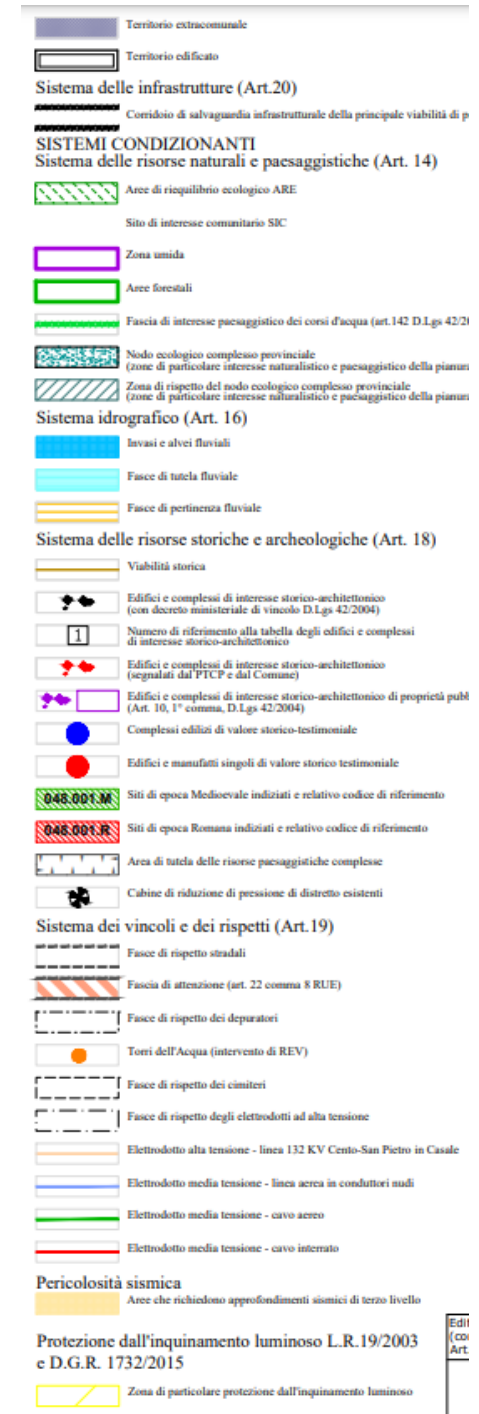 Territorio extracomunale
Territorio edificato
Sistema delle infrastrutture (Art.20)
Corridoio di salvaguardia infrastrutturale della principale viabilità di p
SISTEMI CONDIZIONANTI
Sistema delle risorse naturali e paesaggistiche (Art. 14)
Aree di riequilibrio ecologico ARE
Sito di interesse comunitario SIC
Zona umida
Aree forestali
Fascia di interesse paesaggistico dei corsi d'acqua (art.142 D.Lgs 42/20
Nodo ecologico complesso provinciale
(zone di particolare interesse naturalistico e paesaggistico della pianura
Zona di rispetto del nodo ecologico complesso provinciale
(zone di particolare interesse naturalistico e paesaggistico della pianura
Sistema idrografico (Art. 16)
Invasi e alvei fluviali
Fasce di tutela fluviale
Fasce di pertinenza fluviale
Sistema delle risorse storiche e archeologiche (Art. 18)
Viabilità storica
Edifici e complessi di interesse storico-architettonico
(con decreto ministeriale di vincolo D.Lgs 42/2004)
1 Numero di riferimento alla tabella degli edifici e complessi
di interesse storico-architettonico
Edifici e complessi di interesse storico-architettonico
(segnalati dal PTCP e dal Comune)
Edifici e complessi di interesse storico-architettonico di proprietà pubb
(Art. 10, 1° comma, D.Lgs 42/2004)
Complessi edilizi di valore storico-testimoniale
Edifici e manufatti singoli di valore storico testimoniale
048.001.M Siti di epoca Medioevale indiziati e relativo codice di riferimento
048.001.R Siti di epoca Romana indiziati e relativo codice di riferimento
Area di tutela delle risorse paesaggistiche complesse
Cabine di riduzione di pressione di distretto esistenti
Sistema dei vincoli e dei rispetti (Art.19)
Fasce di rispetto stradali
Fascia di attenzione (art. 22 comma 8 RUE)
Fasce di rispetto dei depuratori
Torri dell'Acqua (intervento di REV)
Fasce di rispetto dei cimiteri
Fasce di rispetto degli elettrodotti ad alta tensione
Elettrodotto alta tensione - linea 132 KV Cento-San Pietro in Casale
Elettrodotto media tensione - linea aerea in conduttori nudi
Elettrodotto media tensione - cavo aereo
Elettrodotto media tensione - cavo interrato
Pericolosità sismica
Aree che richiedono approfondimenti sismici di terzo livello
Protezione dall'inquinamento luminoso L.R.19/2003
e D.G.R. 1732/2015
Zona di particolare protezione dall'inquinamento luminoso
Edif
(con
Art.